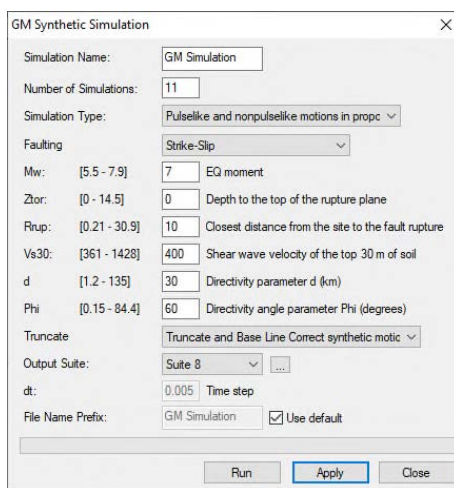 GM Synthetic Simulation
Simulation Name: GM Simulation
Number of Simulations: 11
Simulation Type: Pulselike and nonpulselike motions in propc
Faulting Strike-Slip
Mw: [5.5 - 7.9] 7 EQ moment
Ztor: [0 - 14.5] 0 Depth to the top of the rupture plane
Rrup: [0.21 - 30.9] 10 Closest distance from the site to the fault rupture
Vs30: [361 - 1428] 400 Shear wave velocity of the top 30 m of soil
d [1.2 - 135] 30 Directivity parameter d (km)
Phi [0.15 - 84.4] 60 Directivity angle parameter Phi (degrees)
Truncate Truncate and Base Line Correct synthetic motic
Output Suite: Suite 8 ...
dt: 0.005 Time step
File Name Prefix: GM Simulation Use default
Run Apply Close